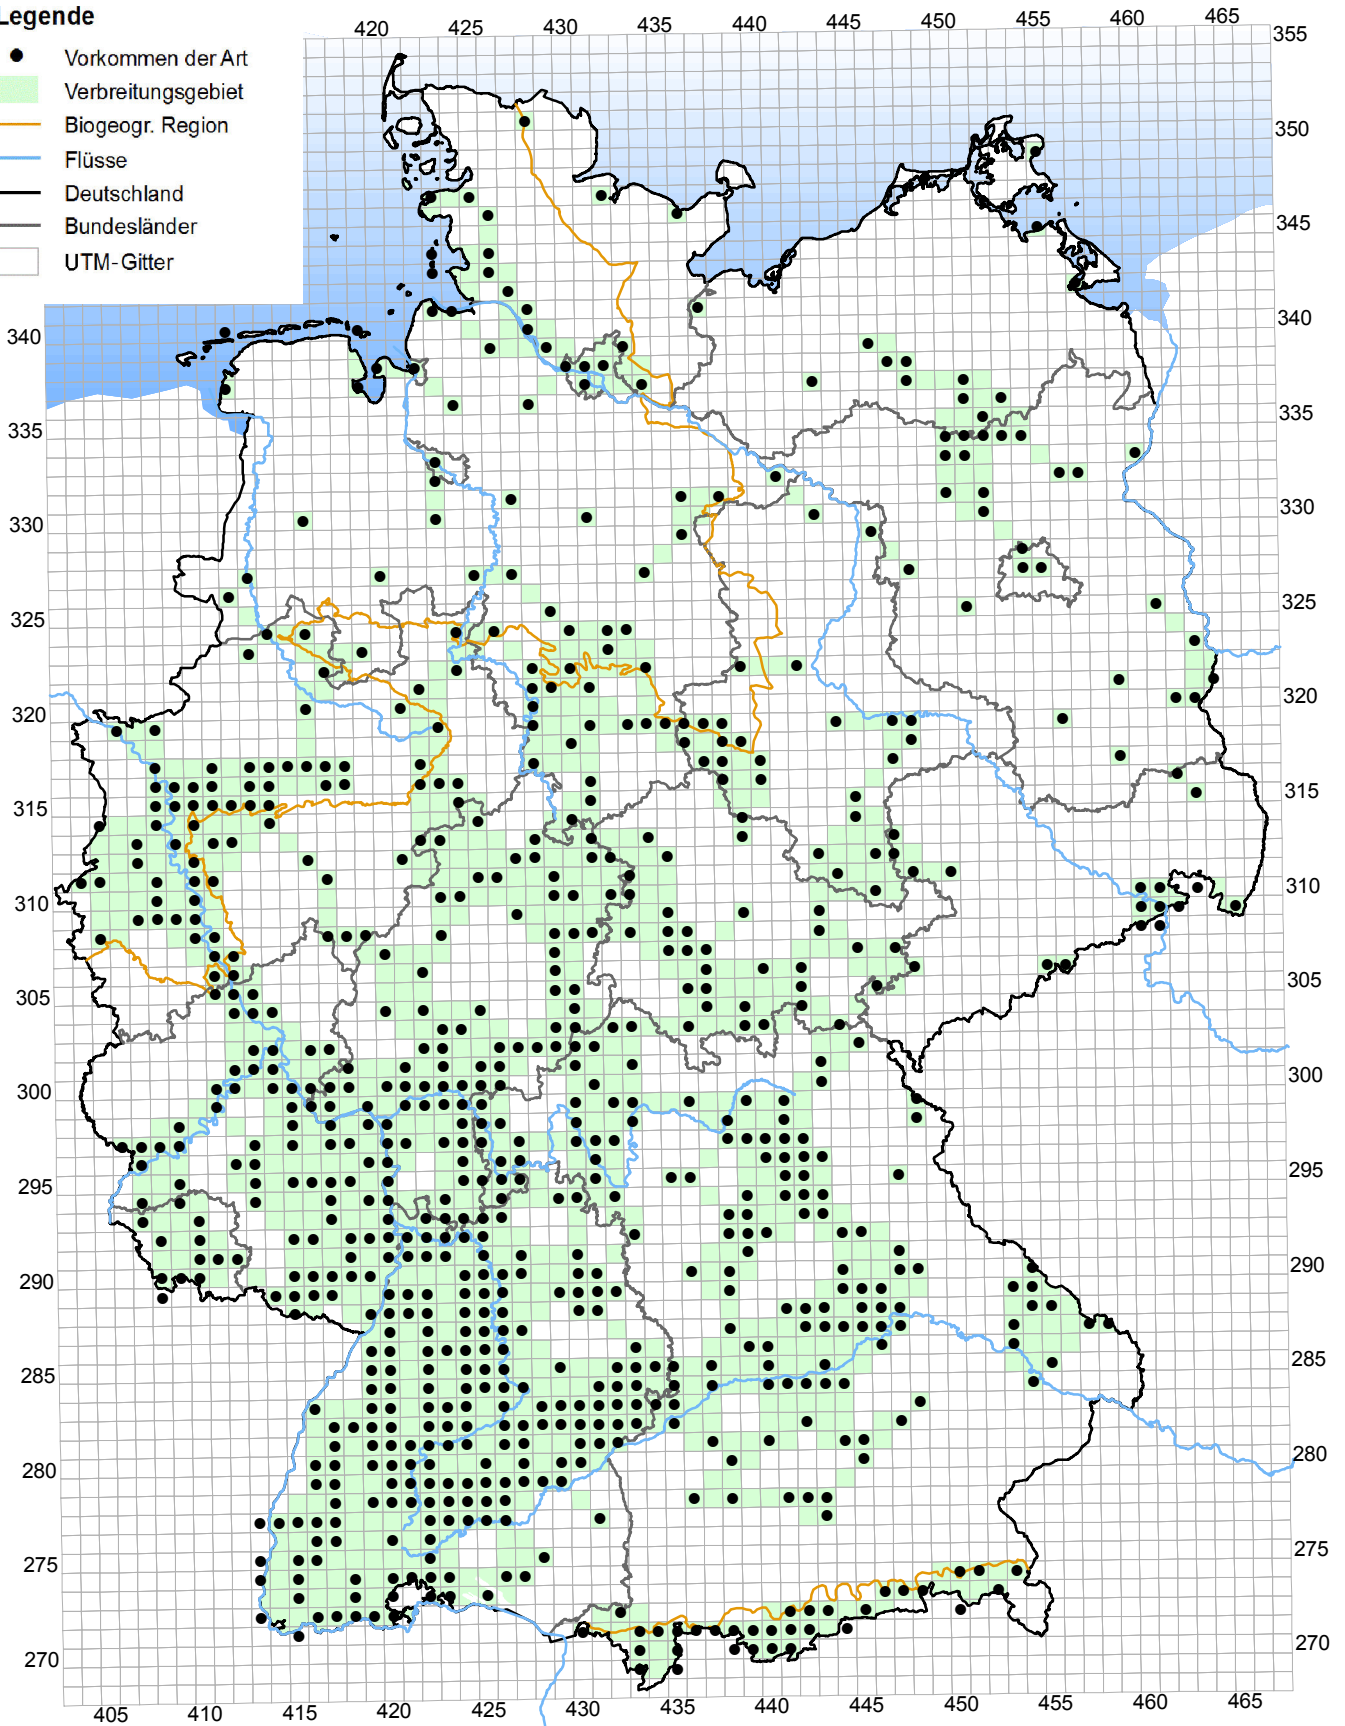 Legende
Vorkommen der Art
Verbreitungsgebiet
Biogeogr. Region
Flüsse
Deutschland
Bundesländer
UTM-Gitter
420 425 430 435 440 445 450 455 460 465
355
350
345
340 340
335 335
330 330
325 325
320 320
315 315
310 310
305 305
300 300
295 295
290 290
285 285
280 280
275 275
270 270
405 410 415 420 425 430 435 440 445 450 455 460 465